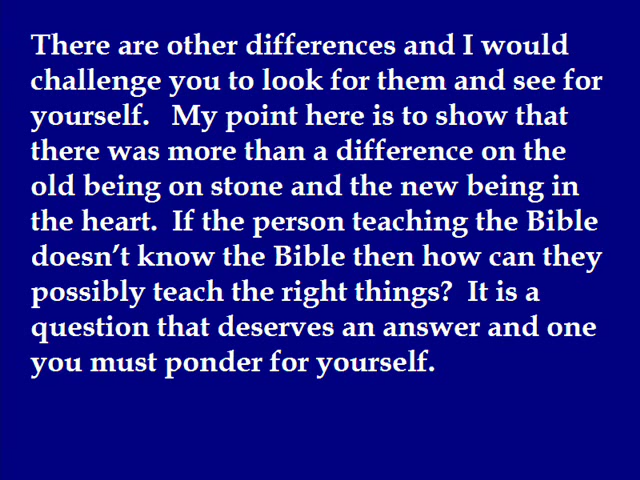 There are other differences and I would
challenge you to look for them and see for
yourself.   My point here is to show that
there was more than a difference on the
old being on stone and the new being in
the heart.  If the person teaching the Bible
doesn’t know the Bible then how can they
possibly teach the right things?  It is a
question that deserves an answer and one
you must ponder for yourself.